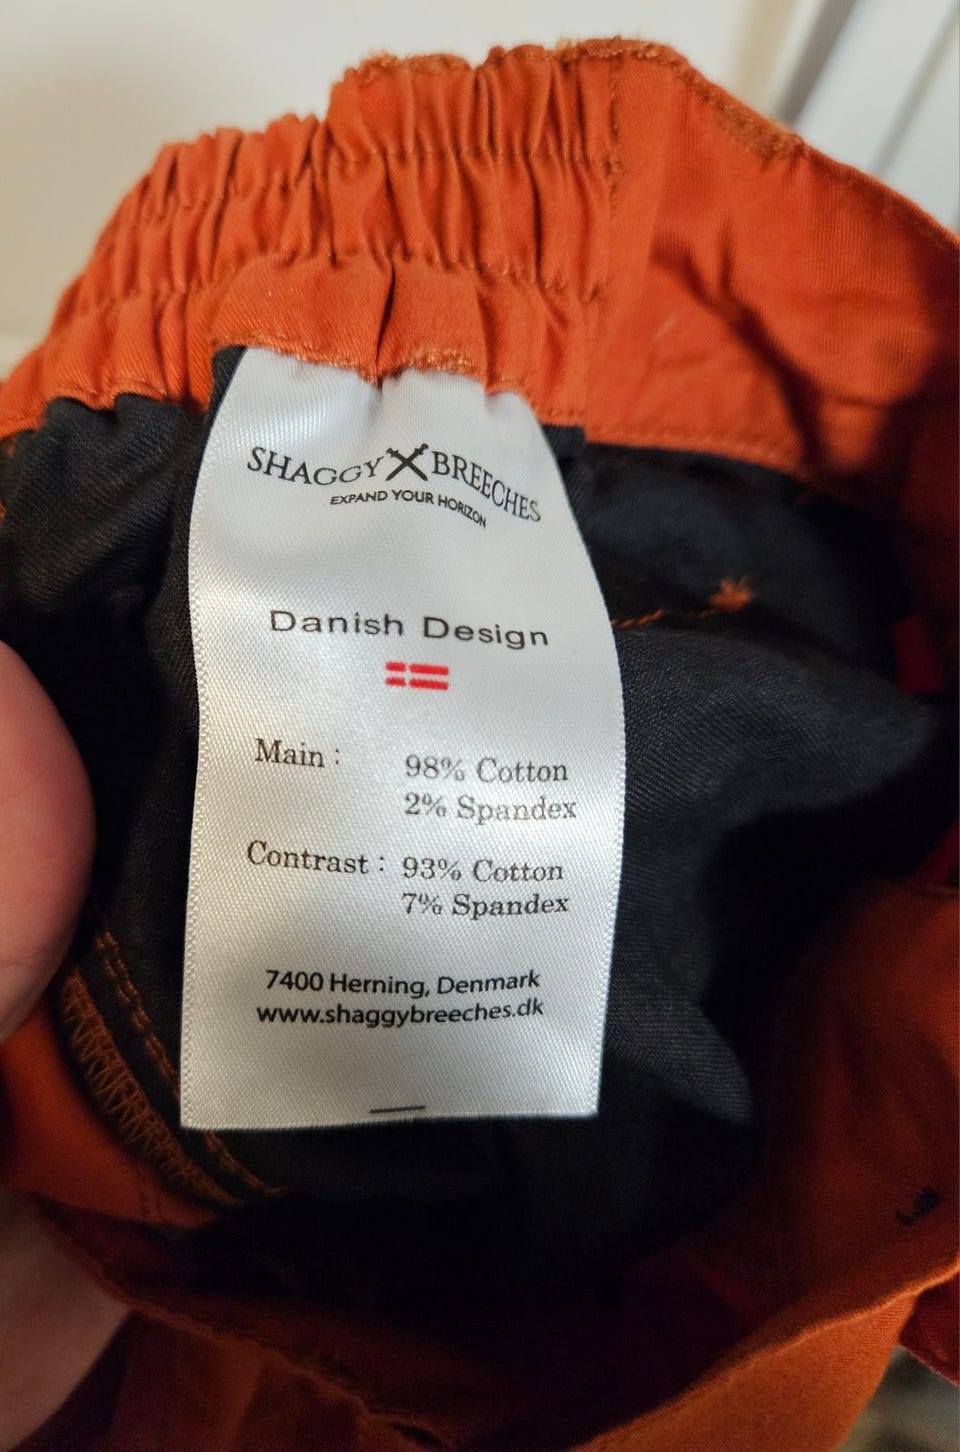 SHAGGY BREECHES
EXPAND YOUR HORIZON
Danish Design
Main : 98% Cotton
2% Spandex
Contrast : 93% Cotton
7% Spandex
7400 Herning, Denmark
www.shaggybreeches.dk